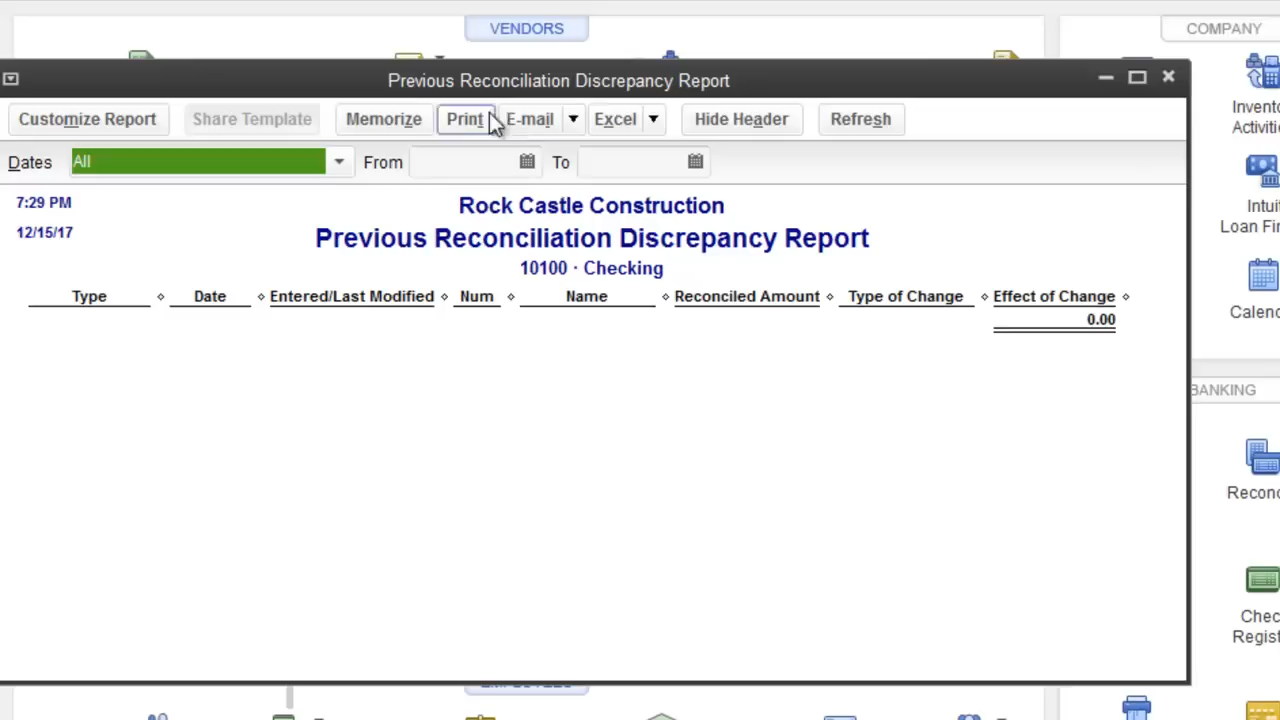 VENDORS
COMPANY
Previous Reconciliation Discrepancy Report
Customize Report Share Template Memorize Print E-mail Excel Hide Header Refresh
Dates All From To
7:29 PM
12/15/17
Rock Castle Construction
Previous Reconciliation Discrepancy Report
10100 · Checking
Type Date Entered/Last Modified Num Name Reconciled Amount Type of Change Effect of Change
0.00
Invento
Activitie
Intuit
Loan Fin
Calend
BANKING
Reconc
Chec
Regist